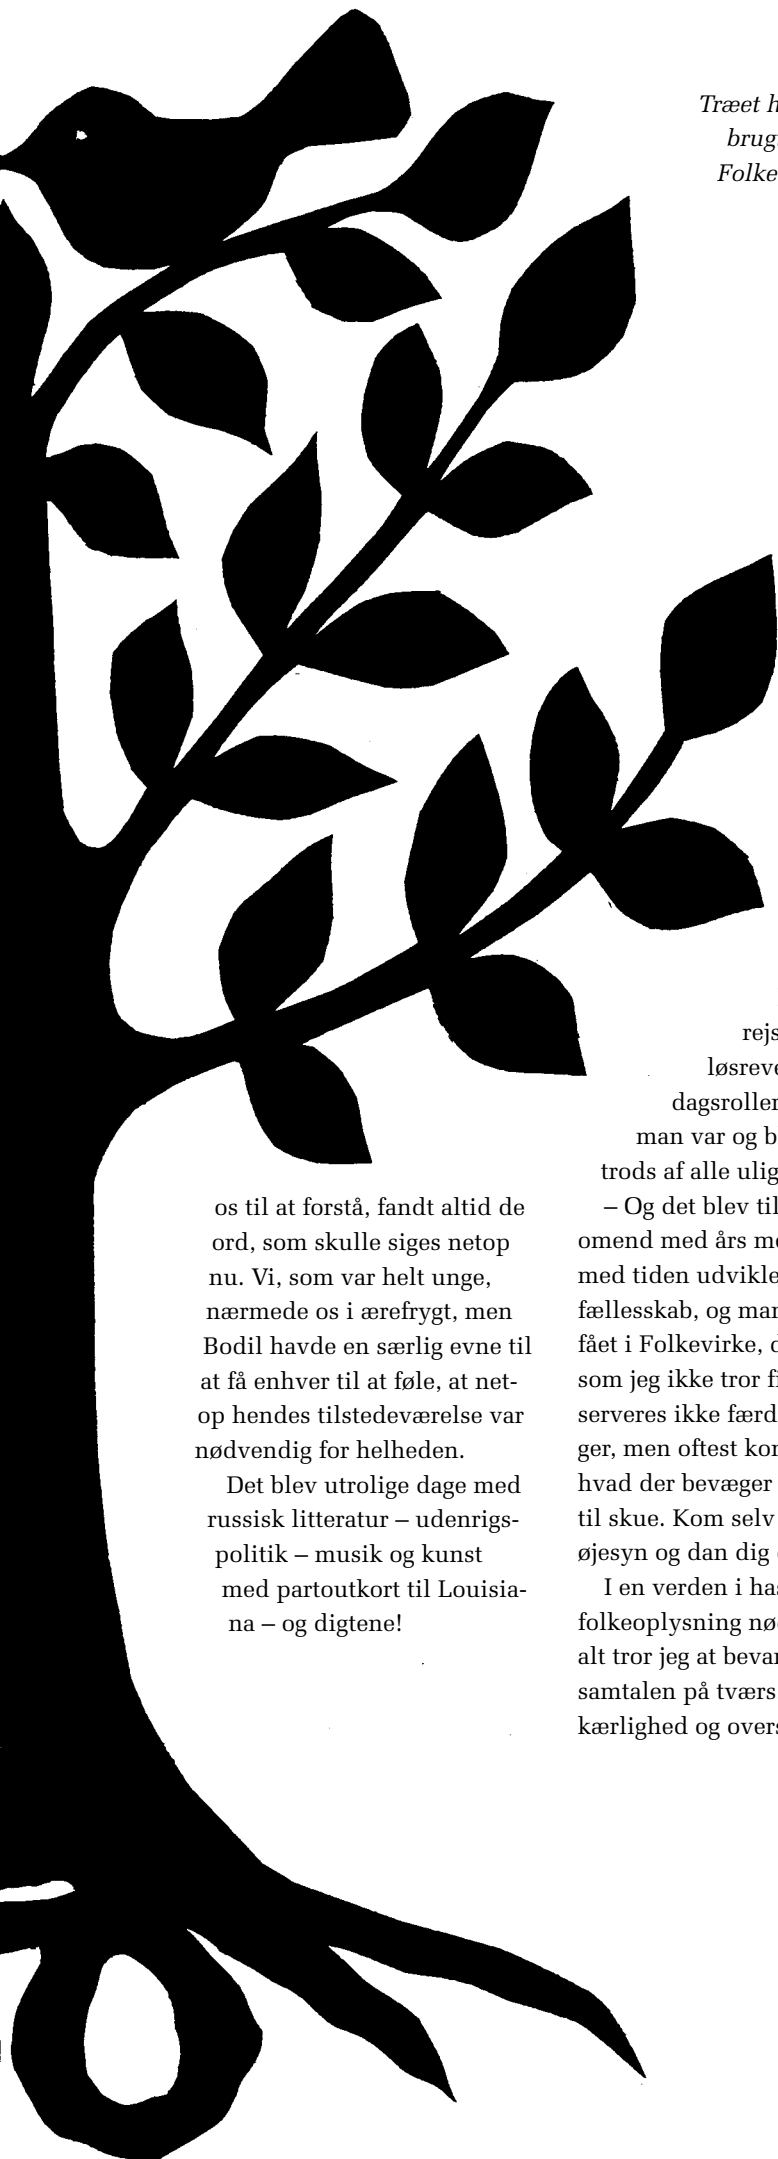 Træet h
brug
Folke
os til at forstå, fandt altid de
ord, som skulle siges netop
nu. Vi, som var helt unge,
nærmede os i ærefrygt, men
Bodil havde en særlig evne til
at få enhver til at føle, at net-
op hendes tilstedeværelse var
nødvendig for helheden.
Det blev utrolige dage med
russisk litteratur – udenrigs-
politik – musik og kunst
med partoutkort til Louisia-
na – og digtene!
rejs
løsreve
dagsroller
man var og b
trods af alle ulig
– Og det blev til
omend med års me
med tiden udvikle
fællesskab, og man
fået i Folkevirke, d
som jeg ikke tror fi
serveres ikke færd
ger, men oftest kor
hvad der bevæger
til skue. Kom selv
øjesyn og dan dig
I en verden i has
folkeoplysning nø
alt tror jeg at bevar
samtalen på tværs
kærlighed og overs